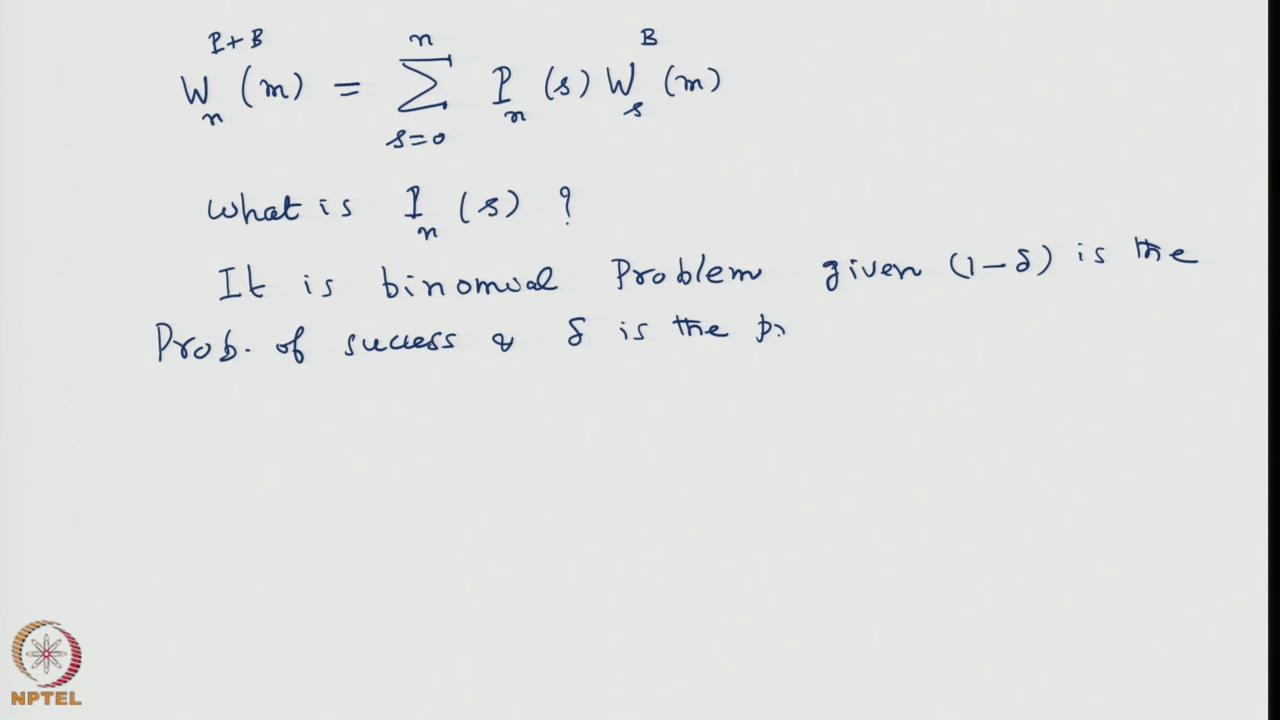 W_n^{P+B} (m) = \sum_{s=0}^{n} P_n (s) W_s^B (m)
What is P_n (s) ?
It is binomial Problem given (1-δ) is the
Prob. of success & δ is the
NPTEL